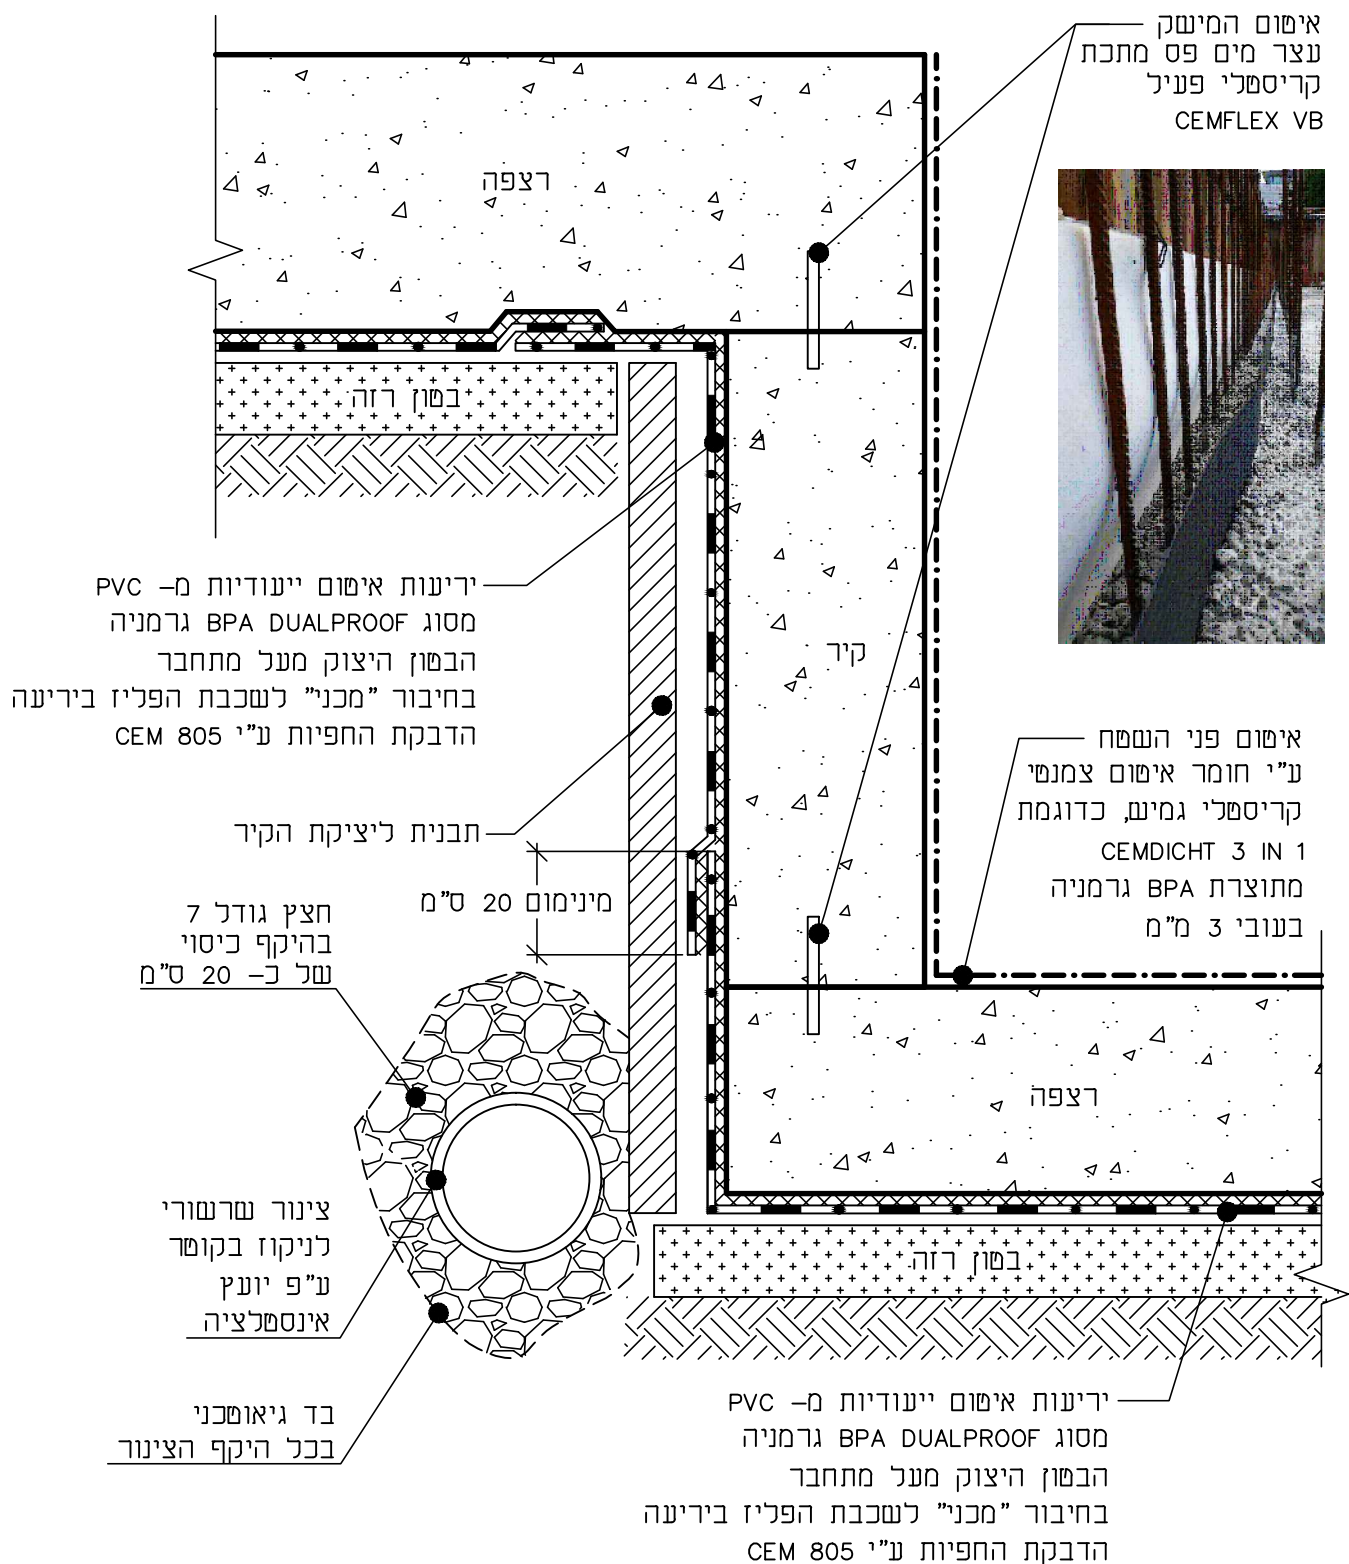 איטום המישק
עצר מים פס מתכת
קריסטלי פעיל
CEMFLEX VB
רצפה
בטון רזה
יריעות איטום ייעודיות מ- PVC
מסוג BPA DUALPROOF גרמניה
הבטון היצוק מעל מתחבר
בחיבור "מכני" לשכבת הפליז ביריעה
הדבקת החפיות ע"י CEM 805
קיר
איטום פני השטח
ע"י חומר איטום צמנטי
קריסטלי גמיש, כדוגמת
CEMDICHT 3 IN 1
מתוצרת BPA גרמניה
בעובי 3 מ"מ
תבנית ליציקת הקיר
מינימום 20 ס"מ
חצץ גודל 7
בהיקף כיסוי
של כ- 20 ס"מ
רצפה
צינור שרשורי
לניקוז בקוטר
ע"פ יועץ
אינסטלציה
בטון רזה
בד גיאוטכני
בכל היקף הצינור
יריעות איטום ייעודיות מ- PVC
מסוג BPA DUALPROOF גרמניה
הבטון היצוק מעל מתחבר
בחיבור "מכני" לשכבת הפליז ביריעה
הדבקת החפיות ע"י CEM 805